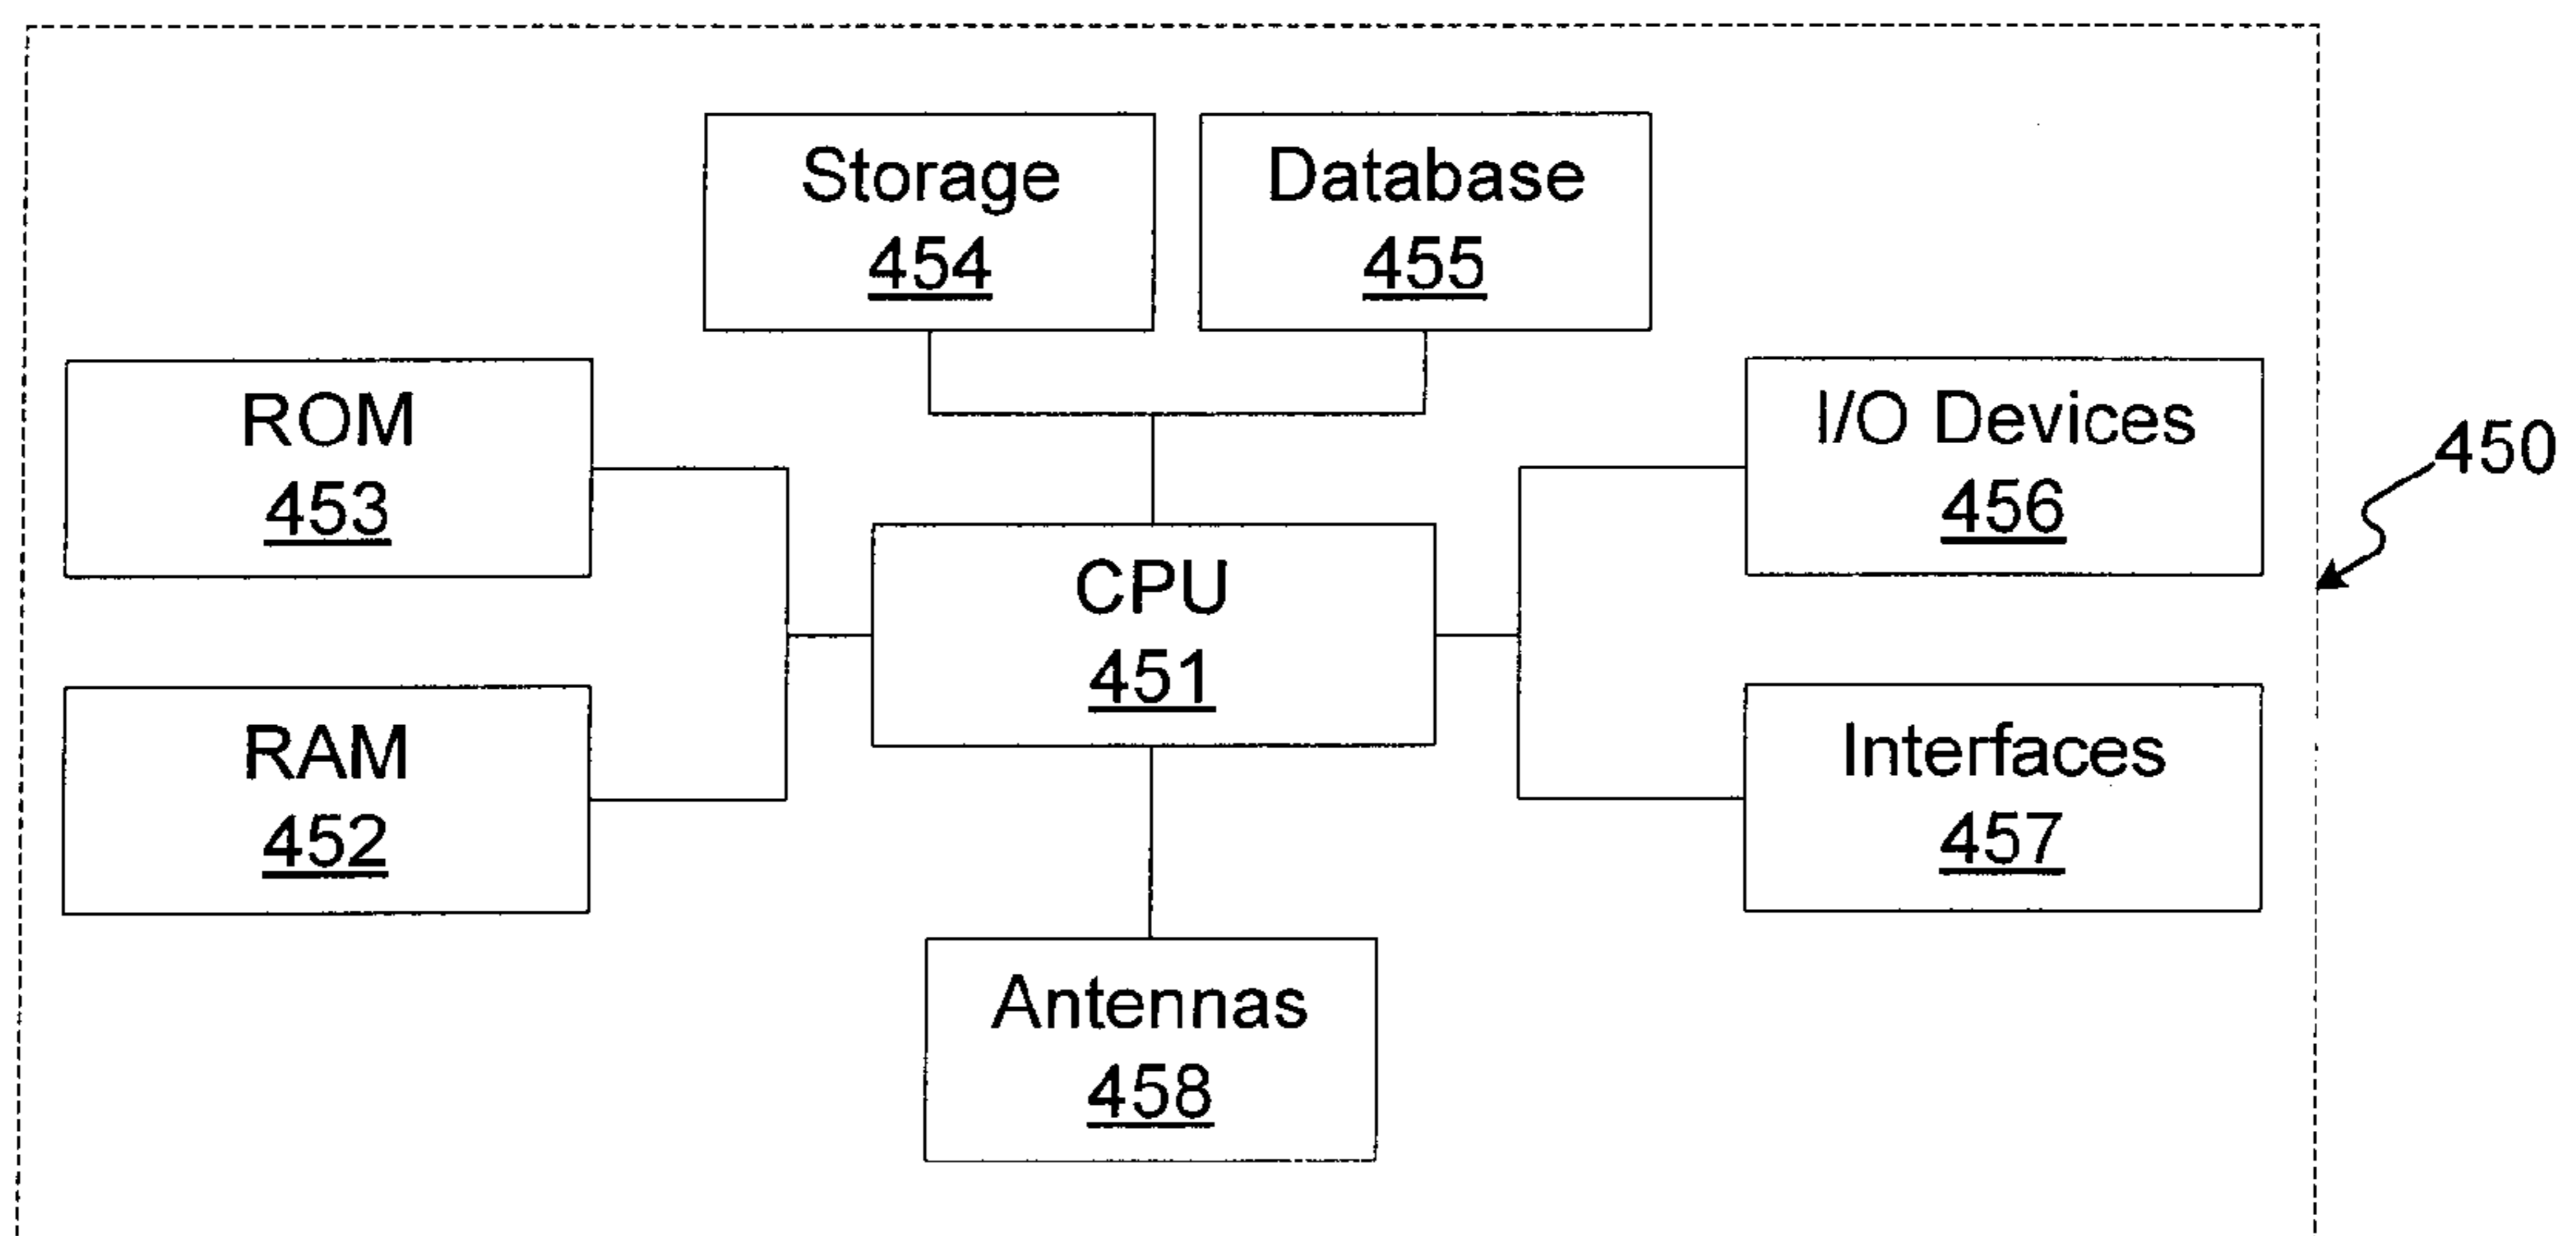 Storage
454
Database
455
ROM
453
I/O Devices
456
450
CPU
451
RAM
452
Interfaces
457
Antennas
458